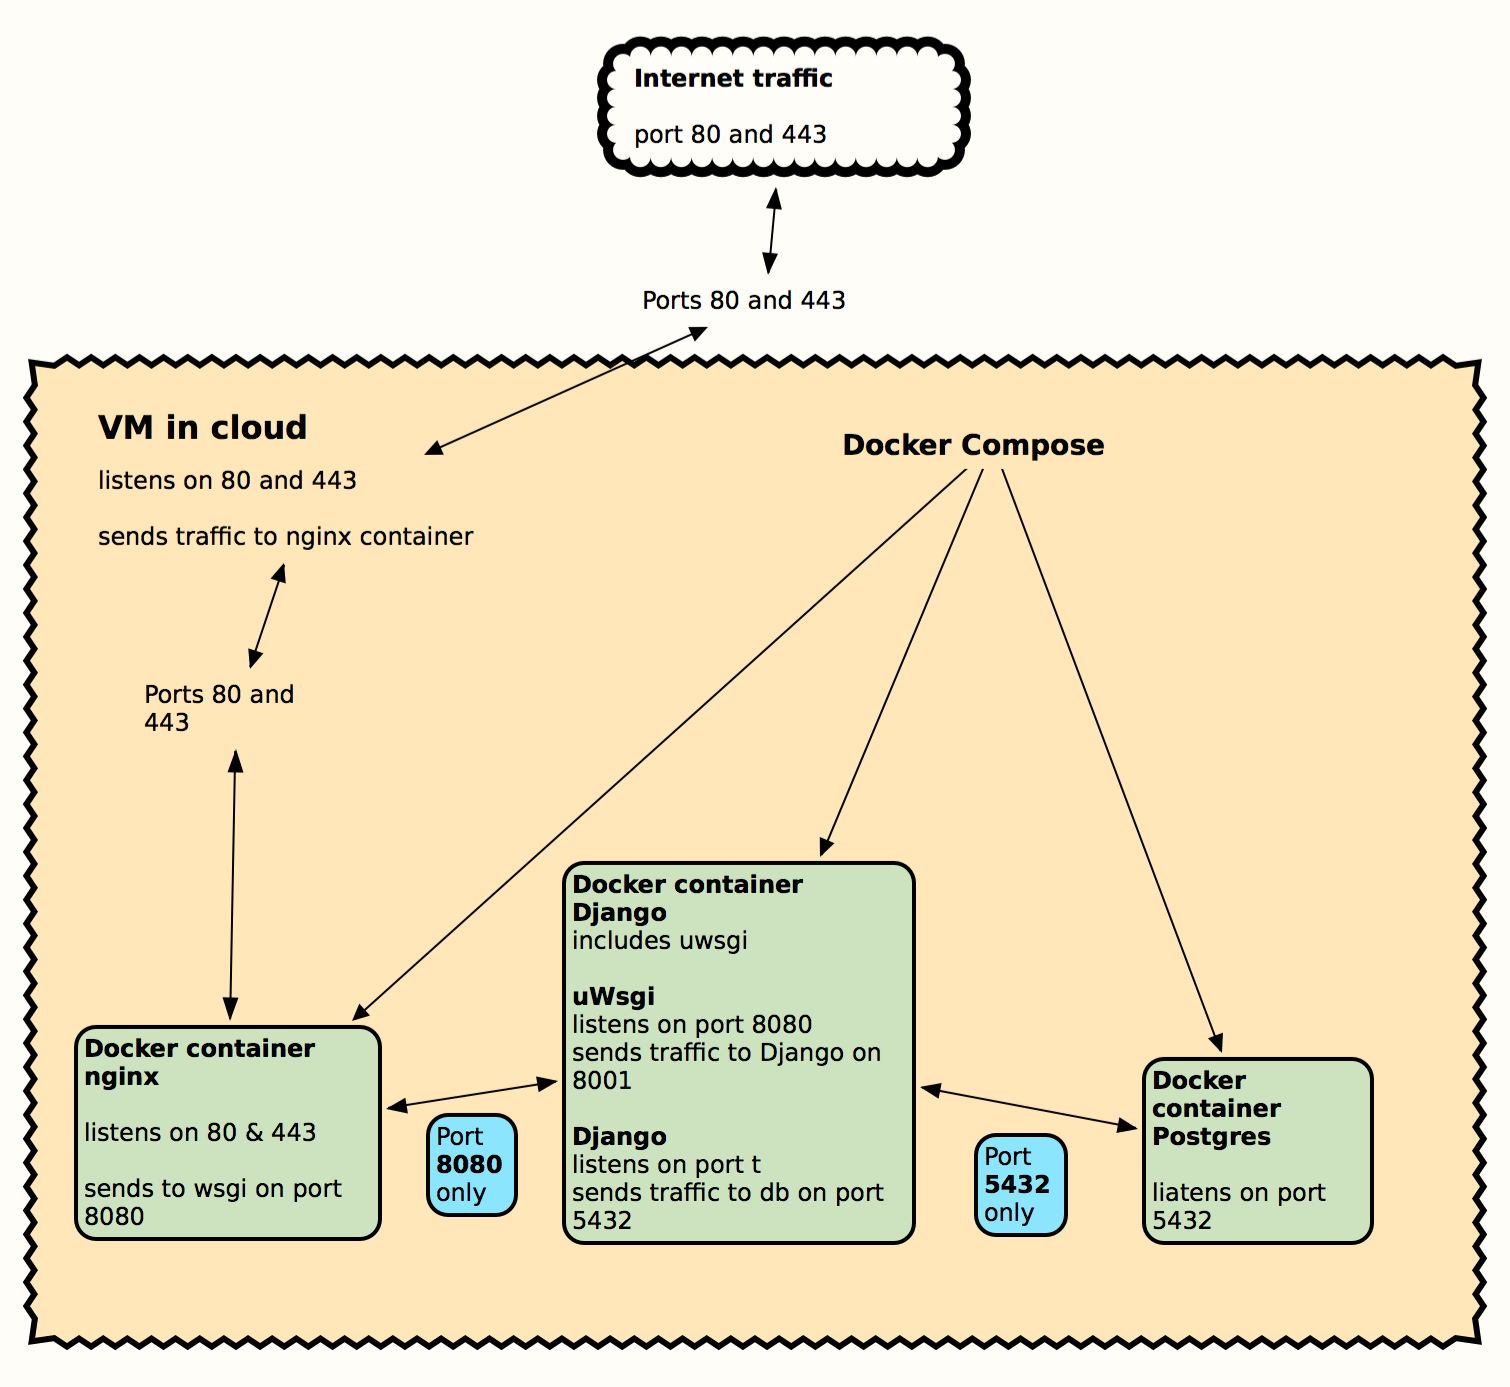 Internet traffic
port 80 and 443
Ports 80 and 443
VM in cloud
listens on 80 and 443
sends traffic to nginx container
Docker Compose
Ports 80 and
443
Docker container
nginx
listens on 80 & 443
sends to wsgi on port
8080
Port
8080
only
Docker container
Django
includes uwsgi
uWsgi
listens on port 8080
sends traffic to Django on
8001
Django
listens on port t
sends traffic to db on port
5432
Port
5432
only
Docker
container
Postgres
liatens on port
5432